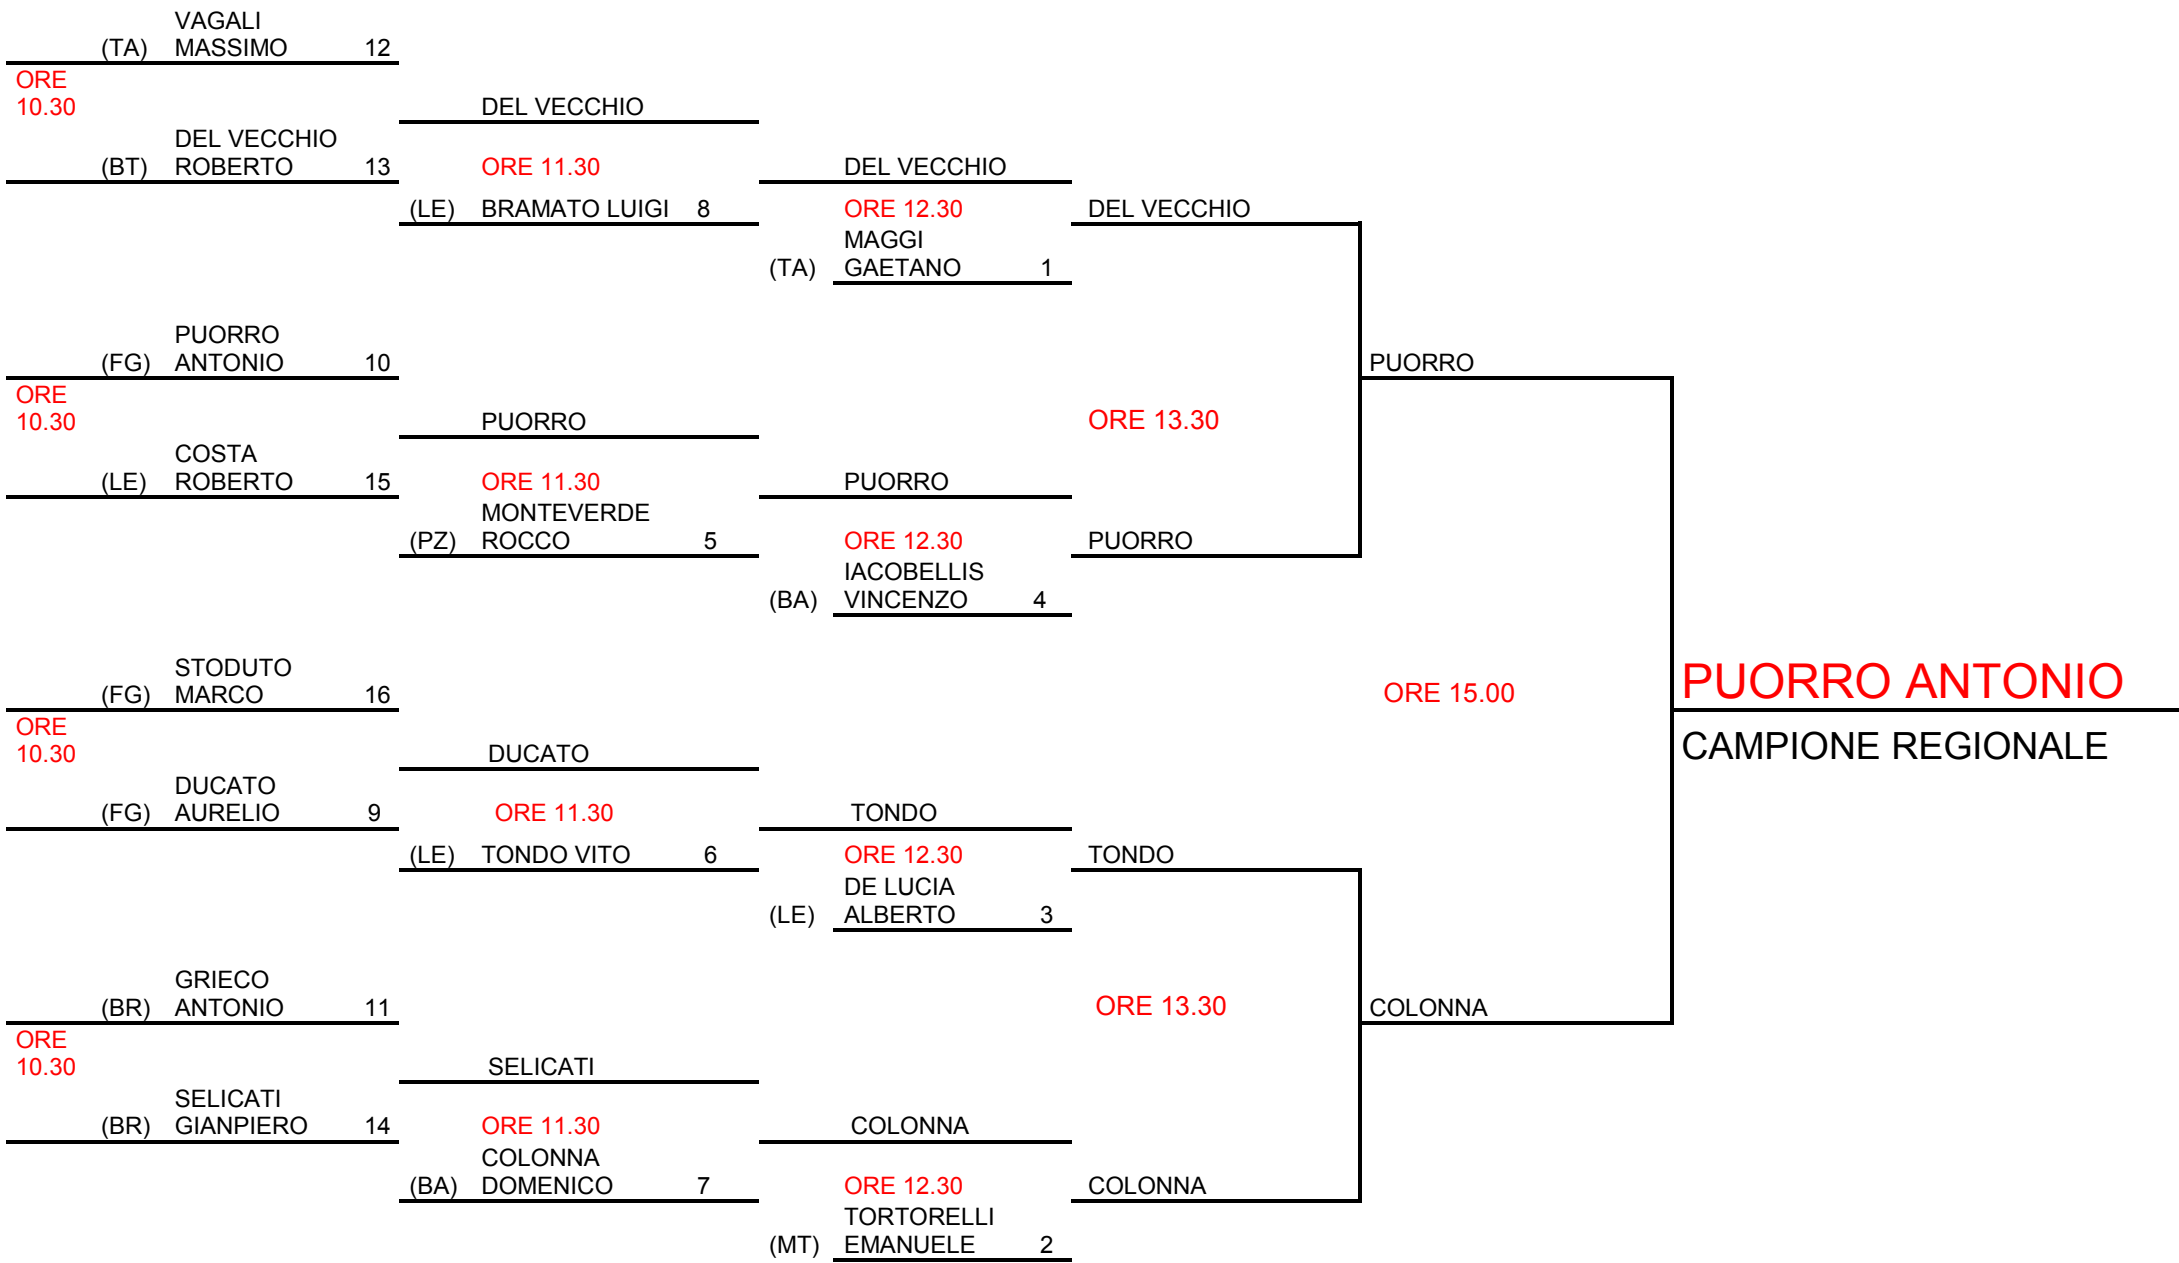 VAGALI
(TA) MASSIMO 12
ORE
10.30
DEL VECCHIO
DEL VECCHIO
(BT) ROBERTO 13
ORE 11.30
DEL VECCHIO
(LE) BRAMATO LUIGI 8
ORE 12.30
DEL VECCHIO
MAGGI
(TA) GAETANO 1
PUORRO
(FG) ANTONIO 10
PUORRO
ORE
10.30
PUORRO
ORE 13.30
COSTA
(LE) ROBERTO 15
ORE 11.30
PUORRO
MONTEVERDE
(PZ) ROCCO 5
ORE 12.30
PUORRO
IACOBELLIS
(BA) VINCENZO 4
STODUTO
(FG) MARCO 16
ORE 15.00
PUORRO ANTONIO
CAMPIONE REGIONALE
ORE
10.30
DUCATO
DUCATO
(FG) AURELIO 9
ORE 11.30
TONDO
(LE) TONDO VITO 6
ORE 12.30
TONDO
DE LUCIA
(LE) ALBERTO 3
GRIECO
(BR) ANTONIO 11
ORE 13.30
COLONNA
ORE
10.30
SELICATI
SELICATI
(BR) GIANPIERO 14
ORE 11.30
COLONNA
COLONNA
(BA) DOMENICO 7
ORE 12.30
COLONNA
TORTORELLI
(MT) EMANUELE 2